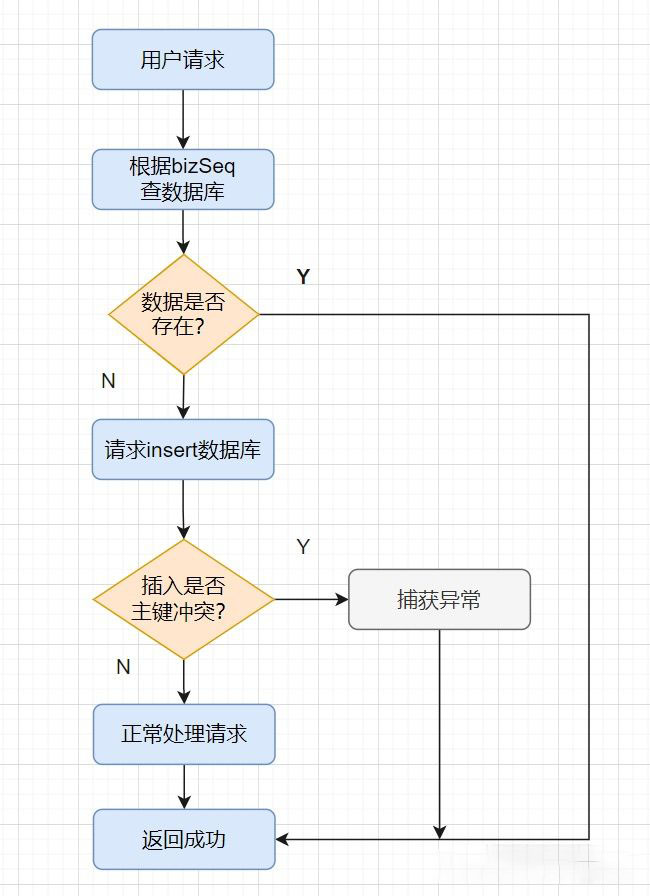 用户请求
根据bizSeq
查数据库
Y
数据是否
存在？
N
请求insert数据库
Y
插入是否
主键冲突？
捕获异常
N
正常处理请求
返回成功